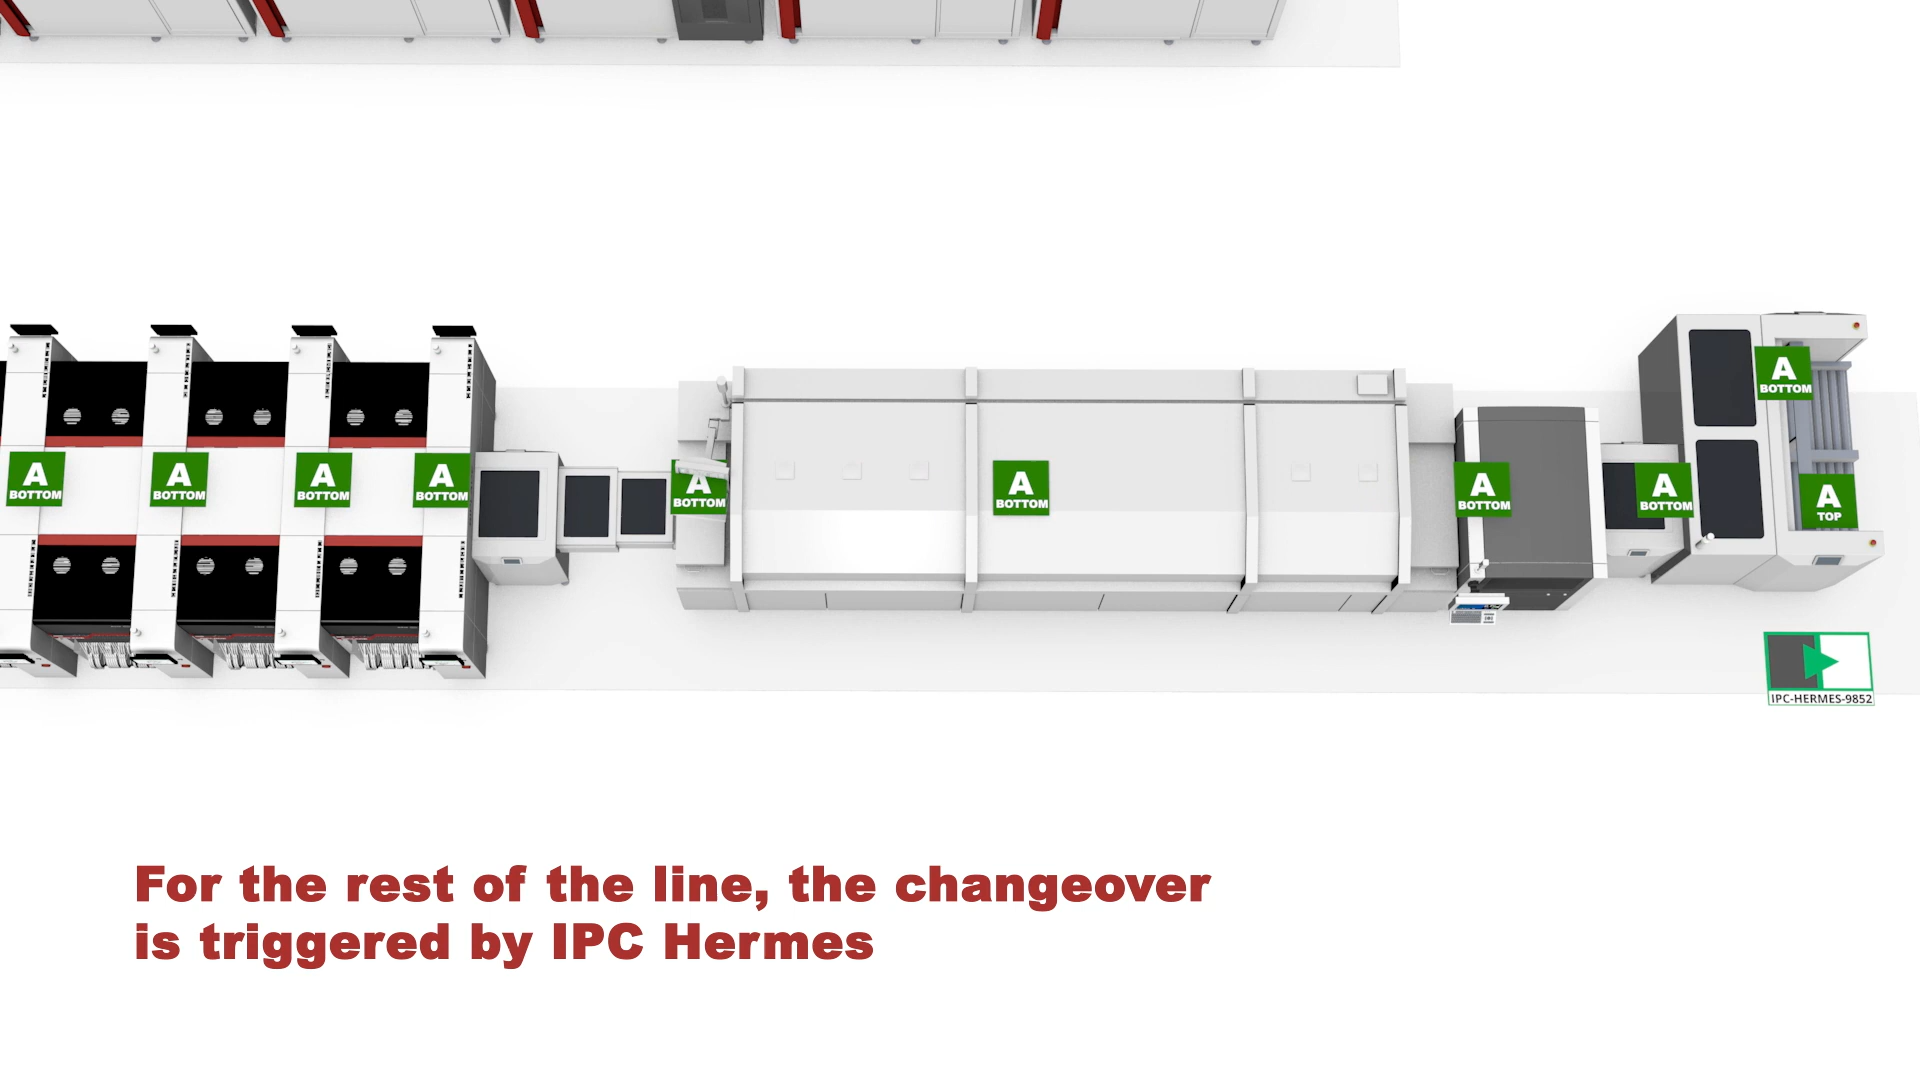 A
BOTTOM
A
BOTTOM
A
BOTTOM
A
BOTTOM
A
BOTTOM
A
BOTTOM
A
BOTTOM
A
BOTTOM
A
BOTTOM
A
TOP
IPC-HERMES-9852
For the rest of the line, the changeover
is triggered by IPC Hermes